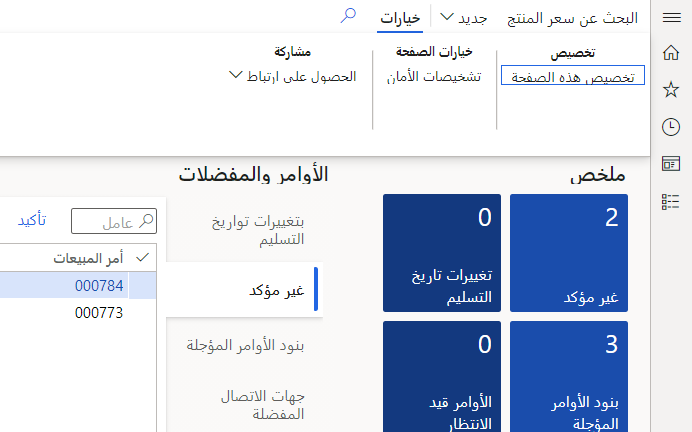 البحث عن سعر المنتج
جديد
خيارات
تخصيص
تخصيص هذه الصفحة
خيارات الصفحة
تشخيصات الأمان
مشاركة
الحصول على ارتباط
ملخص
2
غير مؤكد
0
تغييرات تاريخ
التسليم
3
بنود الأوامر
المؤجلة
0
الأوامر قيد
الانتظار
الأوامر والمفضلات
بتغييرات تواريخ
التسليم
غير مؤكد
بنود الأوامر المؤجلة
جهات الاتصال
المفضلة
عامل
تأكيد
أمر المبيعات
000784
000773